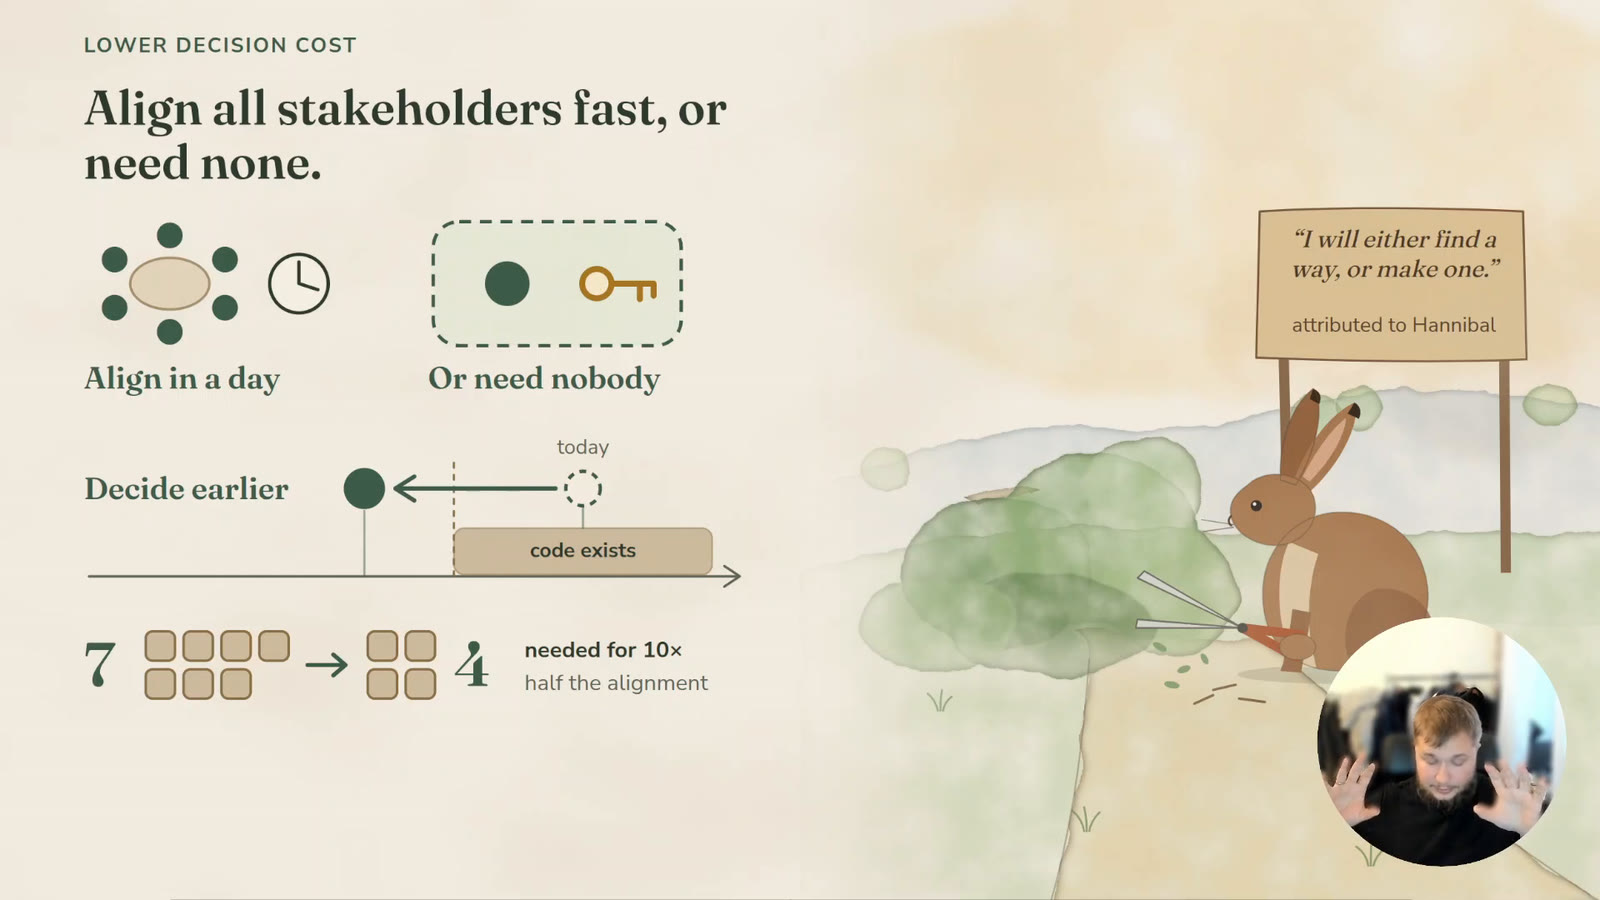 LOWER DECISION COST
Align all stakeholders fast, or
need none.
Align in a day
Or need nobody
today
Decide earlier
code exists
7
4
needed for 10×
half the alignment
“I will either find a
way, or make one.”
attributed to Hannibal